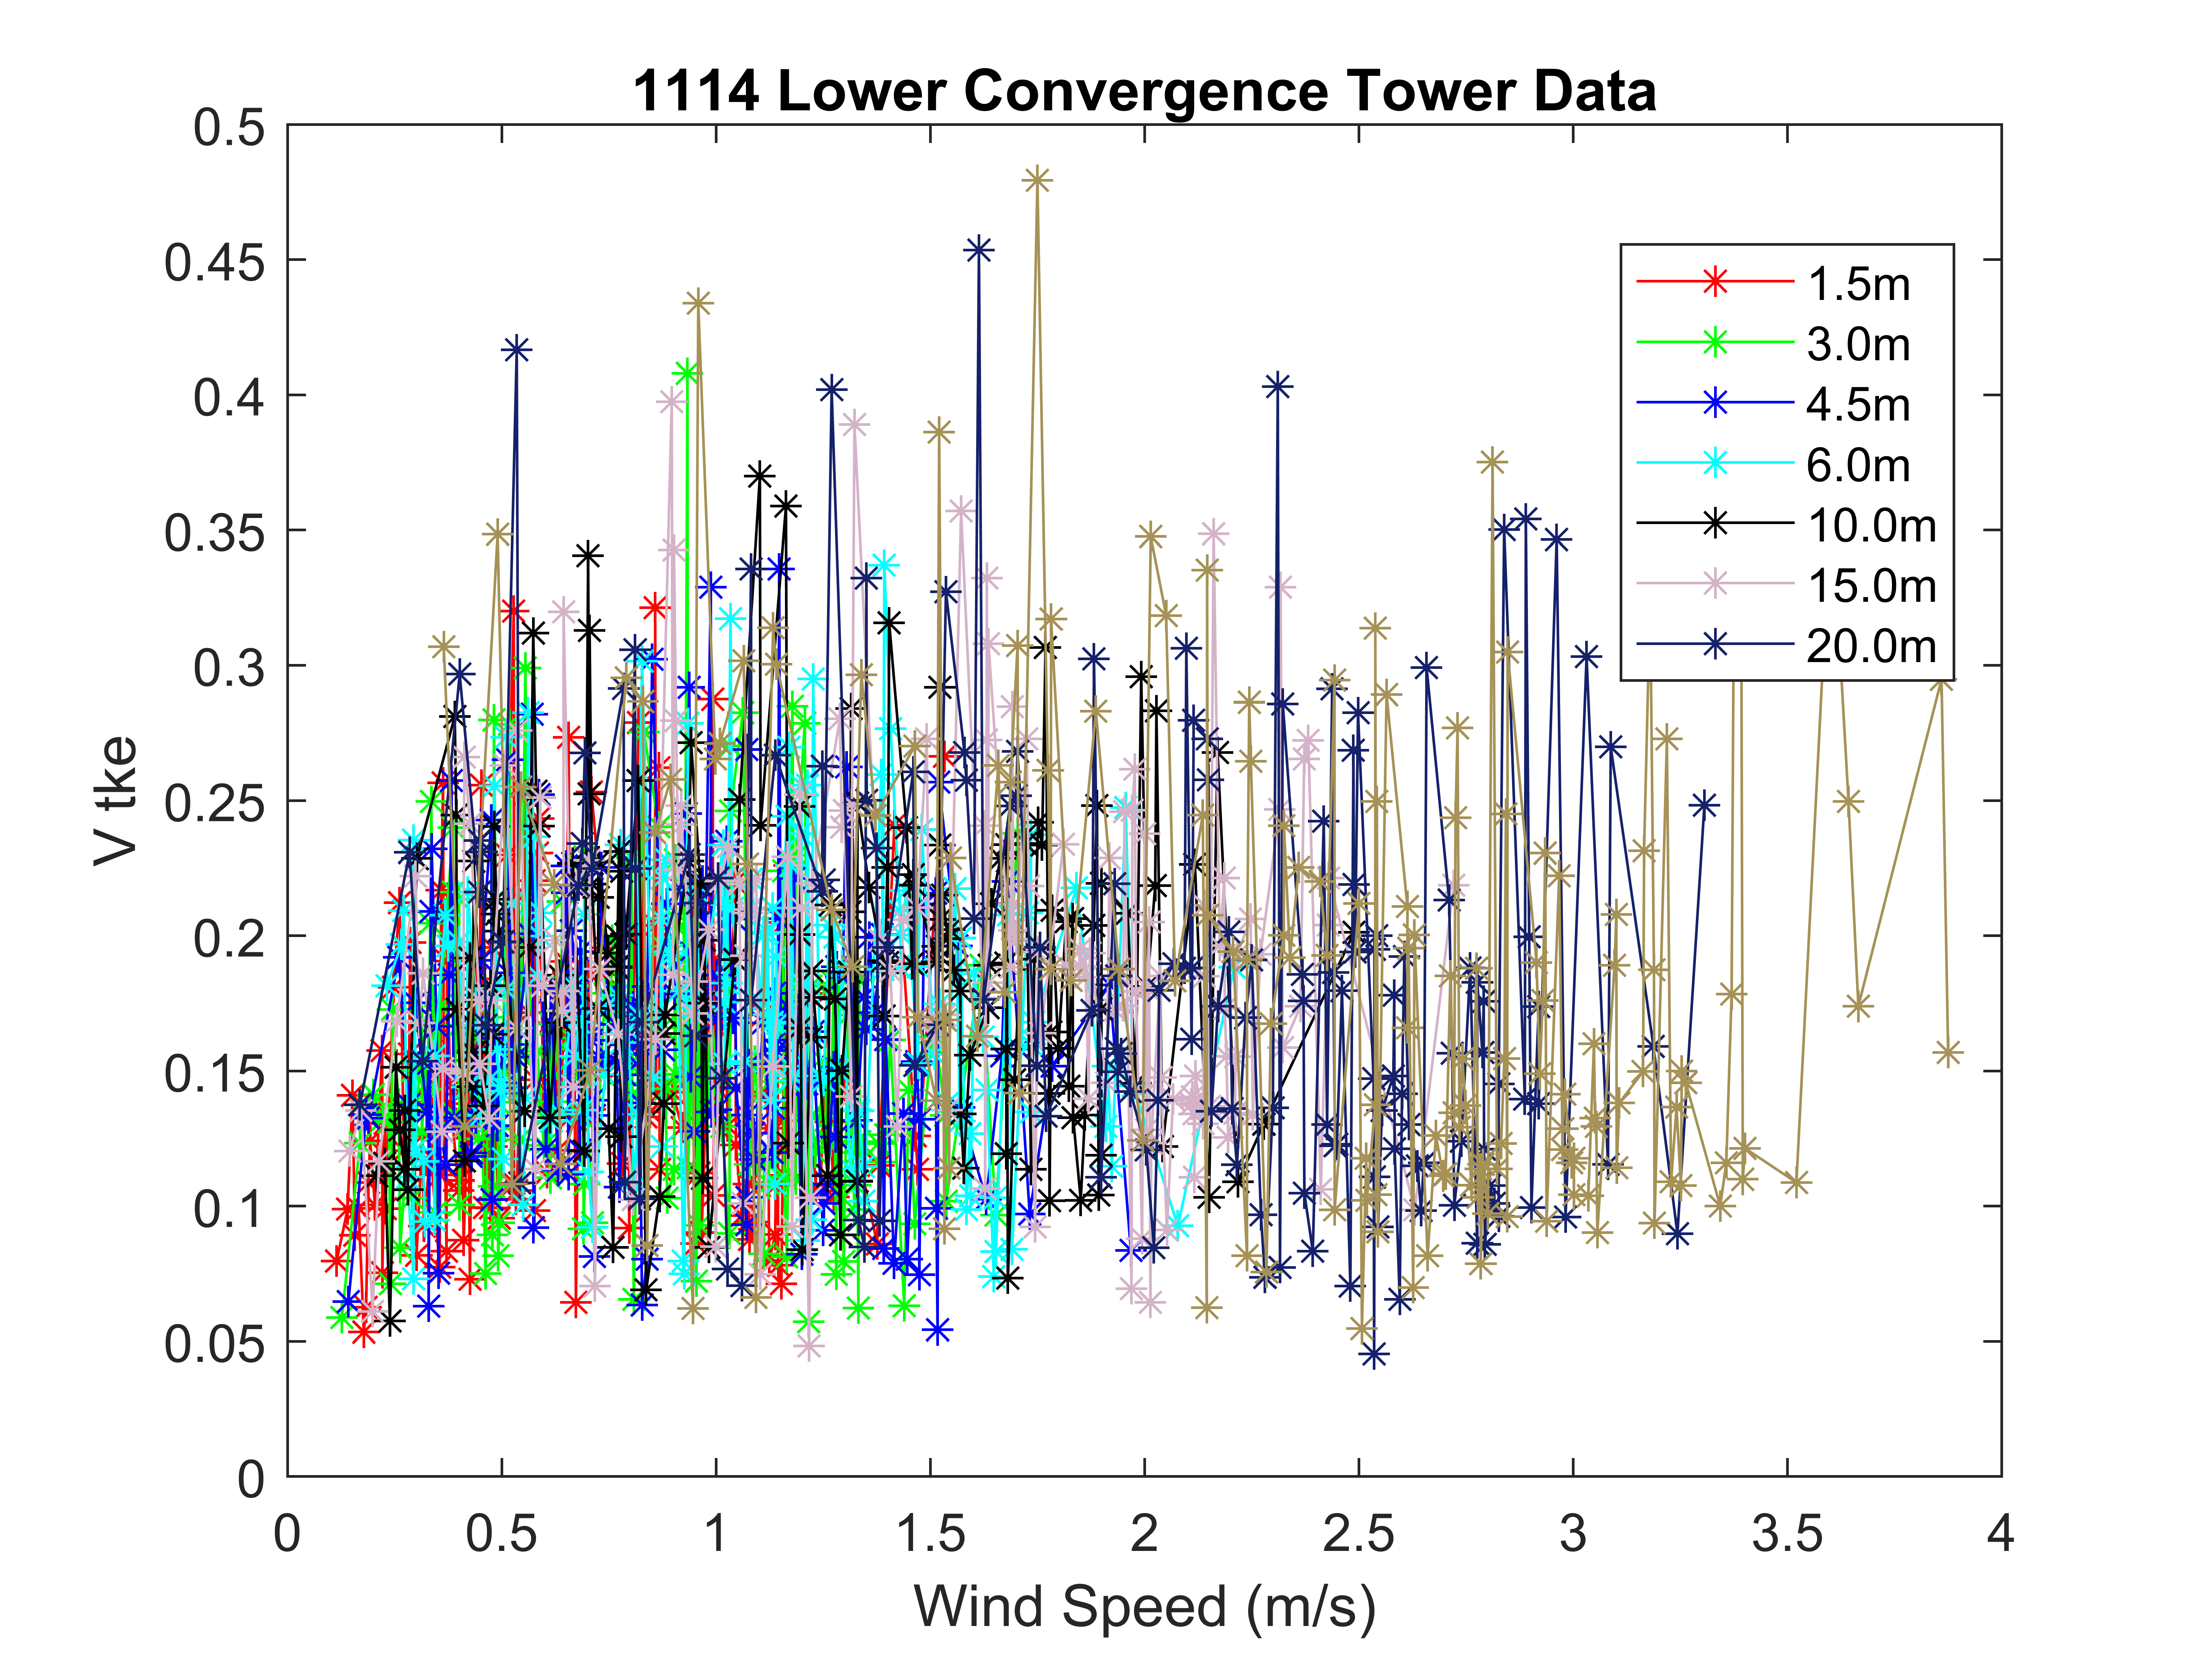 1114 Lower Convergence Tower Data
V tke
0.5
0.45
0.4
0.35
0.3
0.25
0.2
0.15
0.1
0.05
0
1.5m
3.0m
4.5m
6.0m
10.0m
15.0m
20.0m
0 0.5 1 1.5 2 2.5 3 3.5 4
Wind Speed (m/s)